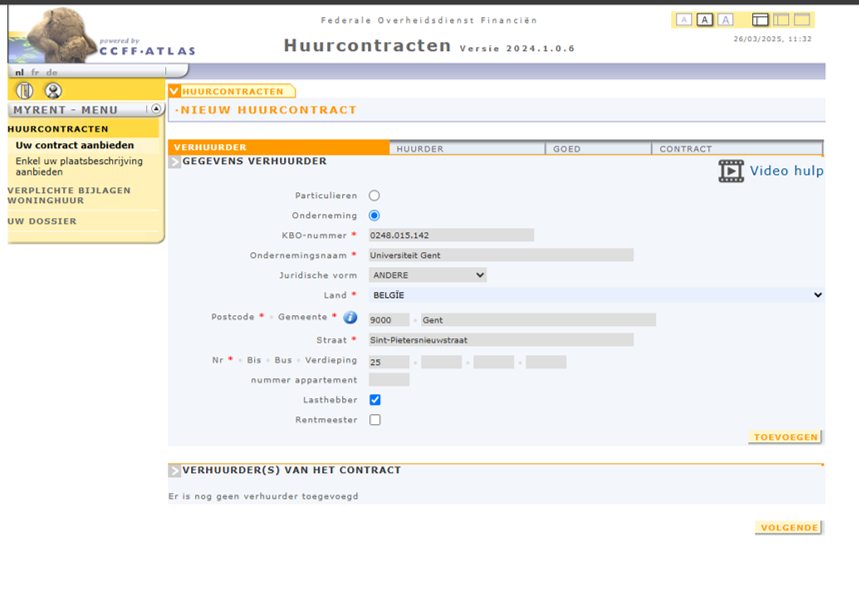 Federale Overheidsdienst Financiën
powered by
CCFF-ATLAS
Huurcontracten Versie 2024.1.0.6
A A A
26/03/2025, 11:32
nl fr de
MYRENT - MENU
HUURCONTRACTEN
Uw contract aanbieden
Enkel uw plaatsbeschrijving
aanbieden
VERPLICHTE BIJLAGEN
WONINGHUUR
UW DOSSIER
HUURCONTRACTEN
-NIEUW HUURCONTRACT
VERHUURDER HUURDER GOED CONTRACT
GEGEVENS VERHUURDER
Video hulp
Particulieren
Onderneming
KBO-nummer * 0248.015.142
Ondernemingsnaam * Universiteit Gent
Juridische vorm ANDERE
Land * BELGÏE
Postcode * Gemeente * i 9000 Gent
Straat * Sint-Pietersnieuwstraat
Nr * Bis Bus Verdieping 25
nummer appartement
Lasthebber
Rentmeester
TOEVOEGEN
VERHUURDER(S) VAN HET CONTRACT
Er is nog geen verhuurder toegevoegd
VOLGENDE